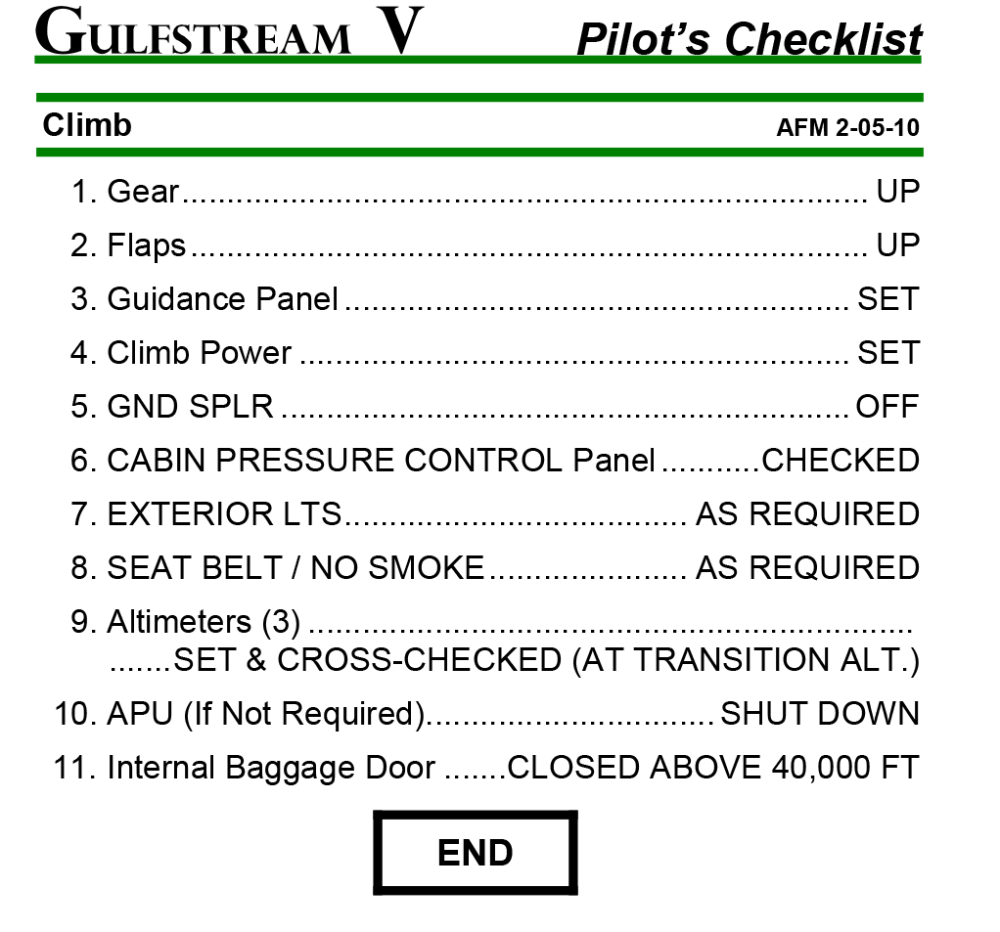 GULFSTREAM V Pilot’s Checklist
Climb AFM 2-05-10
1. Gear............................................................................ UP
2. Flaps........................................................................... UP
3. Guidance Panel........................................................ SET
4. Climb Power ............................................................. SET
5. GND SPLR............................................................... OFF
6. CABIN PRESSURE CONTROL Panel...........CHECKED
7. EXTERIOR LTS...................................... AS REQUIRED
8. SEAT BELT / NO SMOKE...................... AS REQUIRED
9. Altimeters (3) ...................................................................
.......SET & CROSS-CHECKED (AT TRANSITION ALT.)
10. APU (If Not Required)................................SHUT DOWN
11. Internal Baggage Door .......CLOSED ABOVE 40,000 FT
END